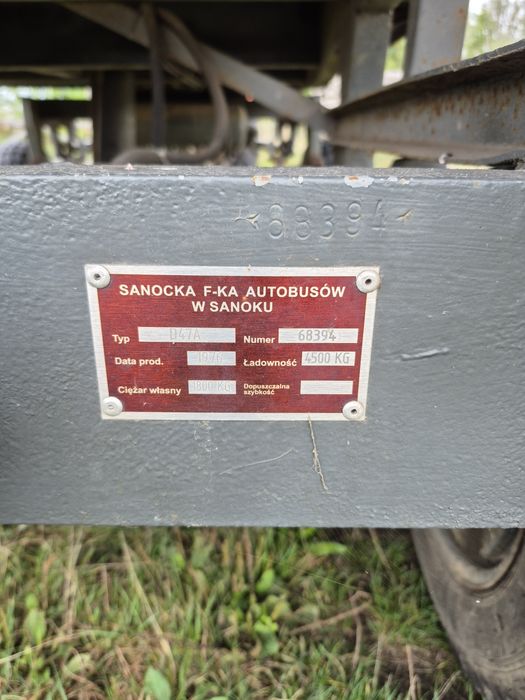 88394
SANOCKA F-KA AUTOBUSÓW
W SANOKU
Typ D47A Numer 68394
Data prod. 1976 Ładowność 4500 KG
Ciężar własny 1800 KG Dopuszczalna szybkość